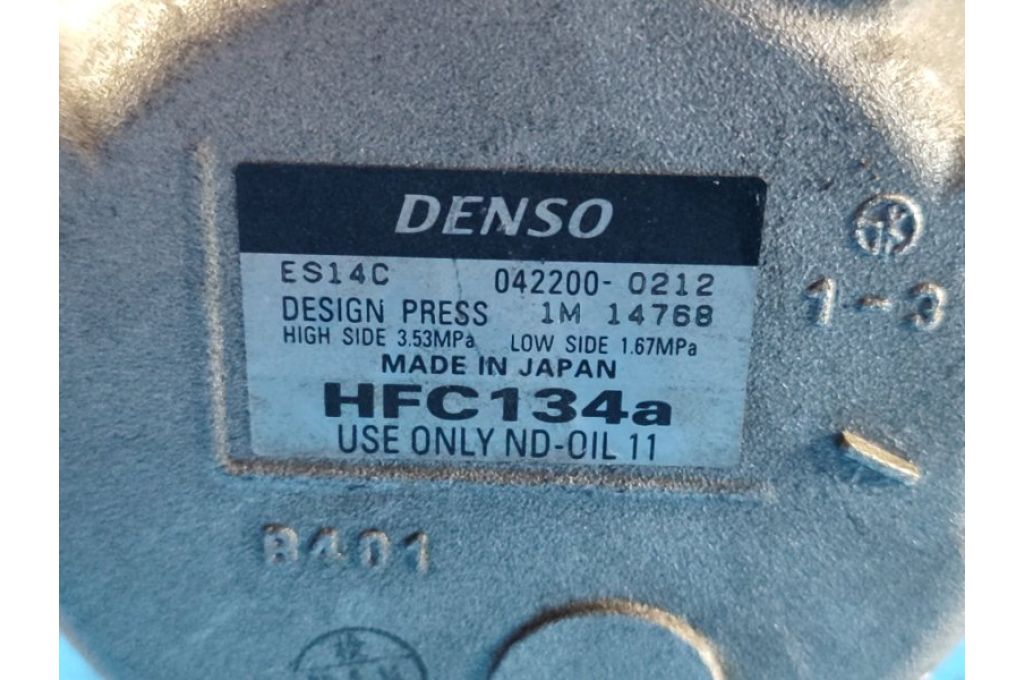 DENSO
ES14C 042200-0212
DESIGN PRESS 1M 14768
HIGH SIDE 3.53MPa LOW SIDE 1.67MPa
MADE IN JAPAN
HFC134a
USE ONLY ND-OIL 11
1-3
B401